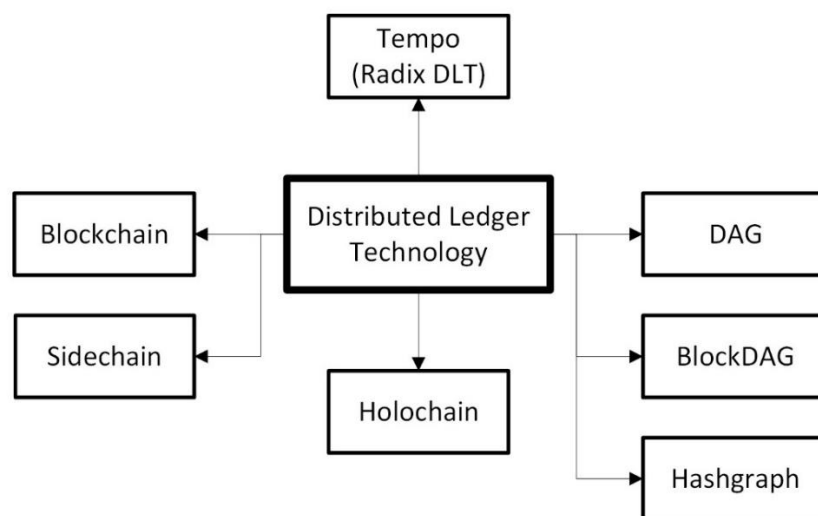 Tempo
(Radix DLT)
Distributed Ledger
Technology
Blockchain
Sidechain
Holochain
DAG
BlockDAG
Hashgraph